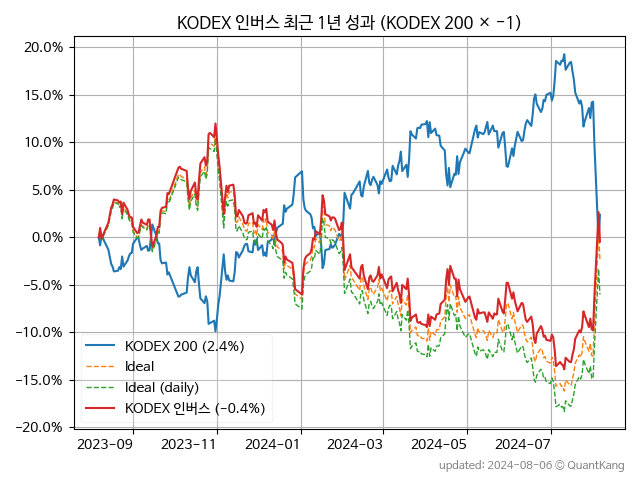 KODEX 인버스 최근 1년 성과 (KODEX 200 × −1)
20.0%
15.0%
10.0%
5.0%
0.0%
−5.0%
−10.0%
−15.0%
−20.0%
KODEX 200 (2.4%)
Ideal
Ideal (daily)
KODEX 인버스 (−0.4%)
2023-09 2023-11 2024-01 2024-03 2024-05 2024-07
updated: 2024-08-06 © QuantKang